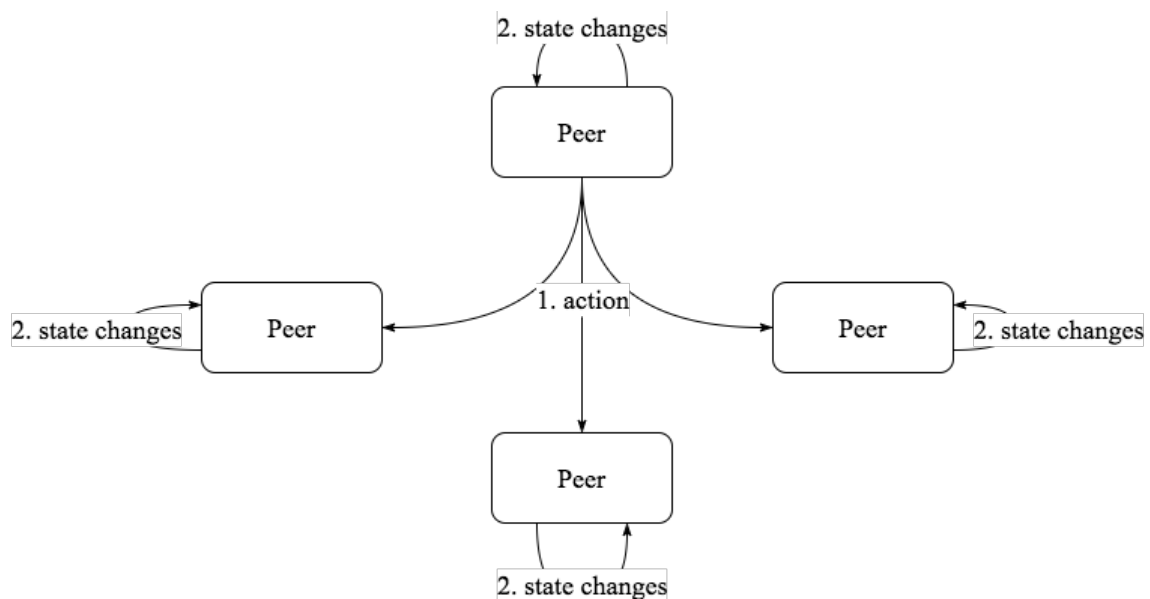 2. state changes
Peer
1. action
2. state changes
Peer
Peer
2. state changes
Peer
2. state changes